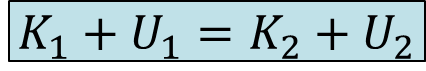 K₁ + U₁ = K₂ + U₂